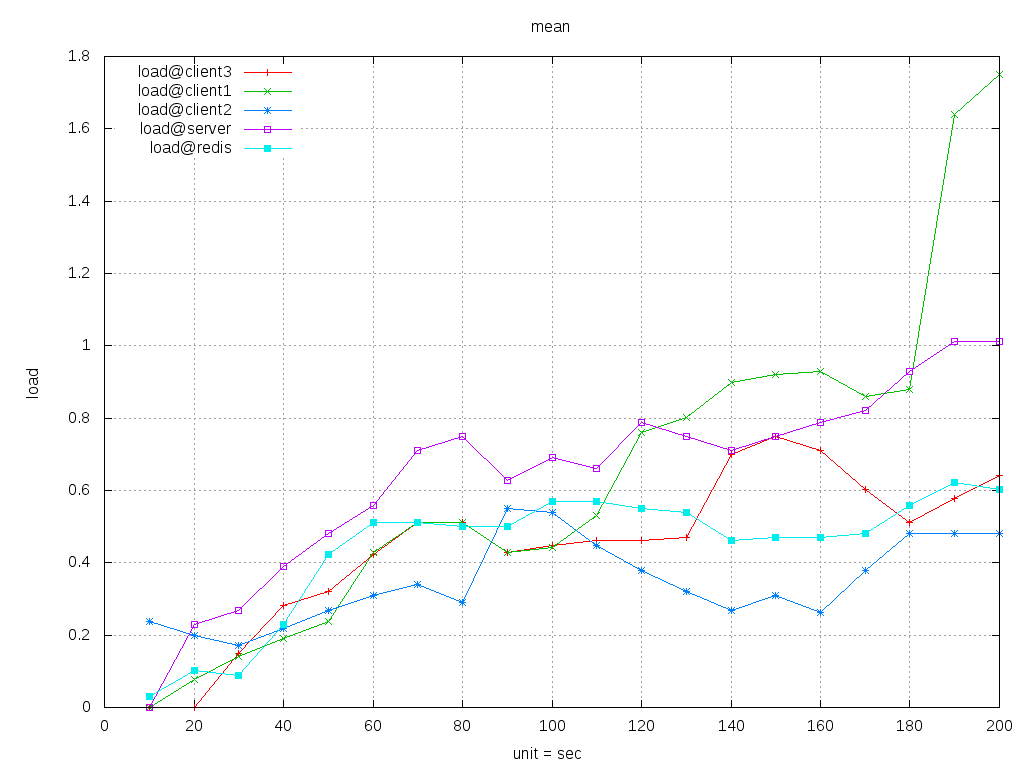 mean
1.8
1.6
1.4
1.2
1
0.8
0.6
0.4
0.2
0
load
load@client3
load@client1
load@client2
load@server
load@redis
0 20 40 60 80 100 120 140 160 180 200
unit = sec